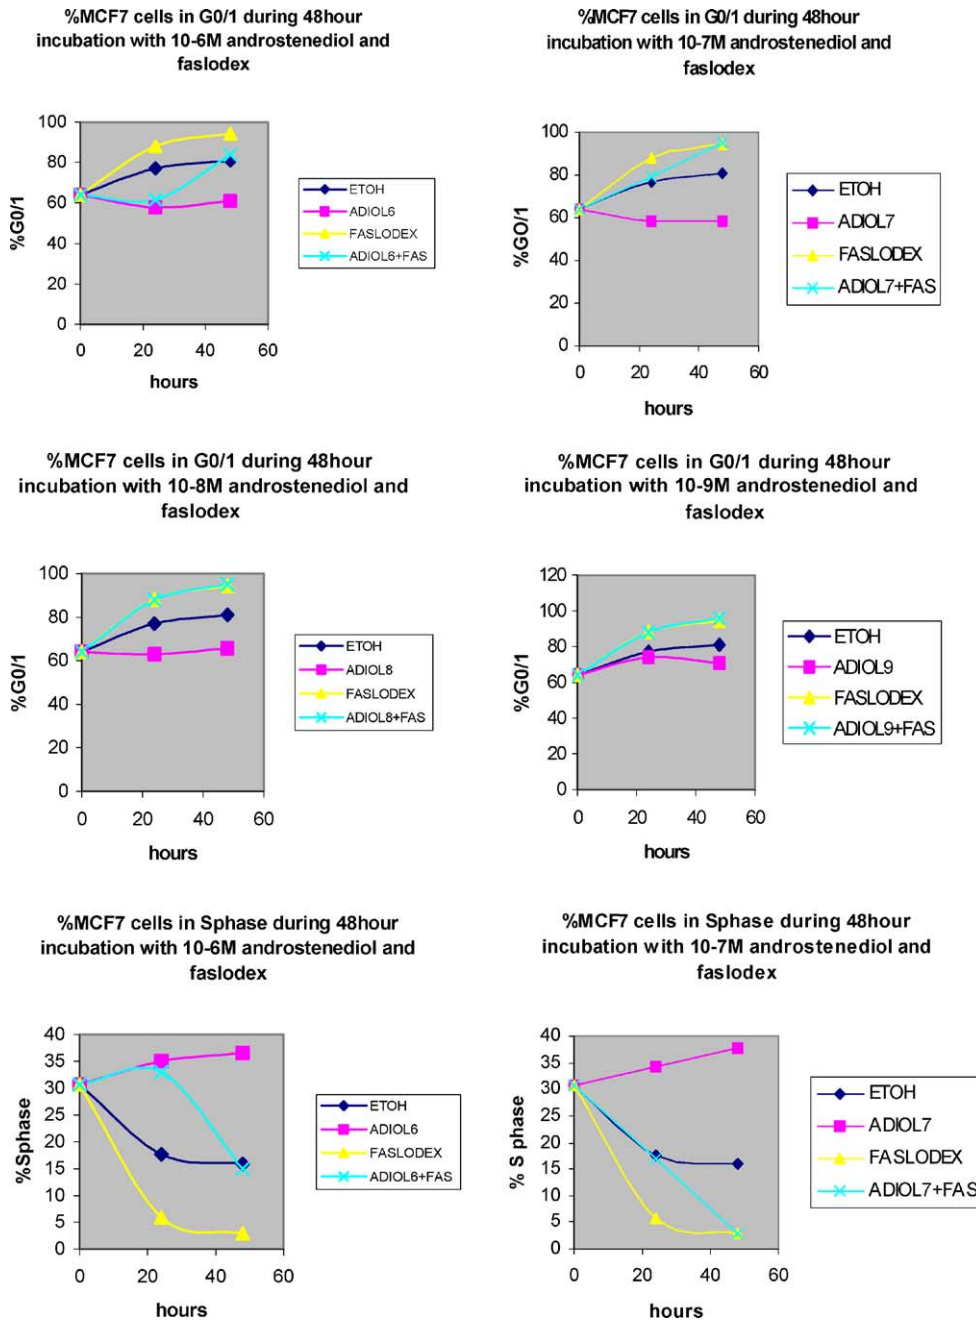 %MCF7 cells in G0/1 during 48hour
incubation with 10-6M androstenediol and
faslodex
%G0/1
100
80
60
40
20
0
0 20 40 60
hours
ETOH
ADIOL6
FASLODEX
ADIOL6+FAS
%MCF7 cells in G0/1 during 48hour
incubation with 10-7M androstenediol and
faslodex
%GO/1
100
80
60
40
20
0
0 20 40 60
hours
ETOH
ADIOL7
FASLODEX
ADIOL7+FAS
%MCF7 cells in G0/1 during 48hour
incubation with 10-8M androstenediol and
faslodex
%G0/1
100
80
60
40
20
0
0 20 40 60
hours
ETOH
ADIOL8
FASLODEX
ADIOL8+FAS
%MCF7 cells in G0/1 during 48hour
incubation with 10-9M androstenediol and
faslodex
%G0/1
120
100
80
60
40
20
0
0 20 40 60
hours
ETOH
ADIOL9
FASLODEX
ADIOL9+FAS
%MCF7 cells in Sphase during 48hour
incubation with 10-6M androstenediol and
faslodex
%Sphase
40
35
30
25
20
15
10
5
0
0 20 40 60
hours
ETOH
ADIOL6
FASLODEX
ADIOL6+FAS
%MCF7 cells in Sphase during 48hour
incubation with 10-7M androstenediol and
faslodex
% S phase
40
35
30
25
20
15
10
5
0
0 20 40 60
hours
ETOH
ADIOL7
FASLODEX
ADIOL7+FAS